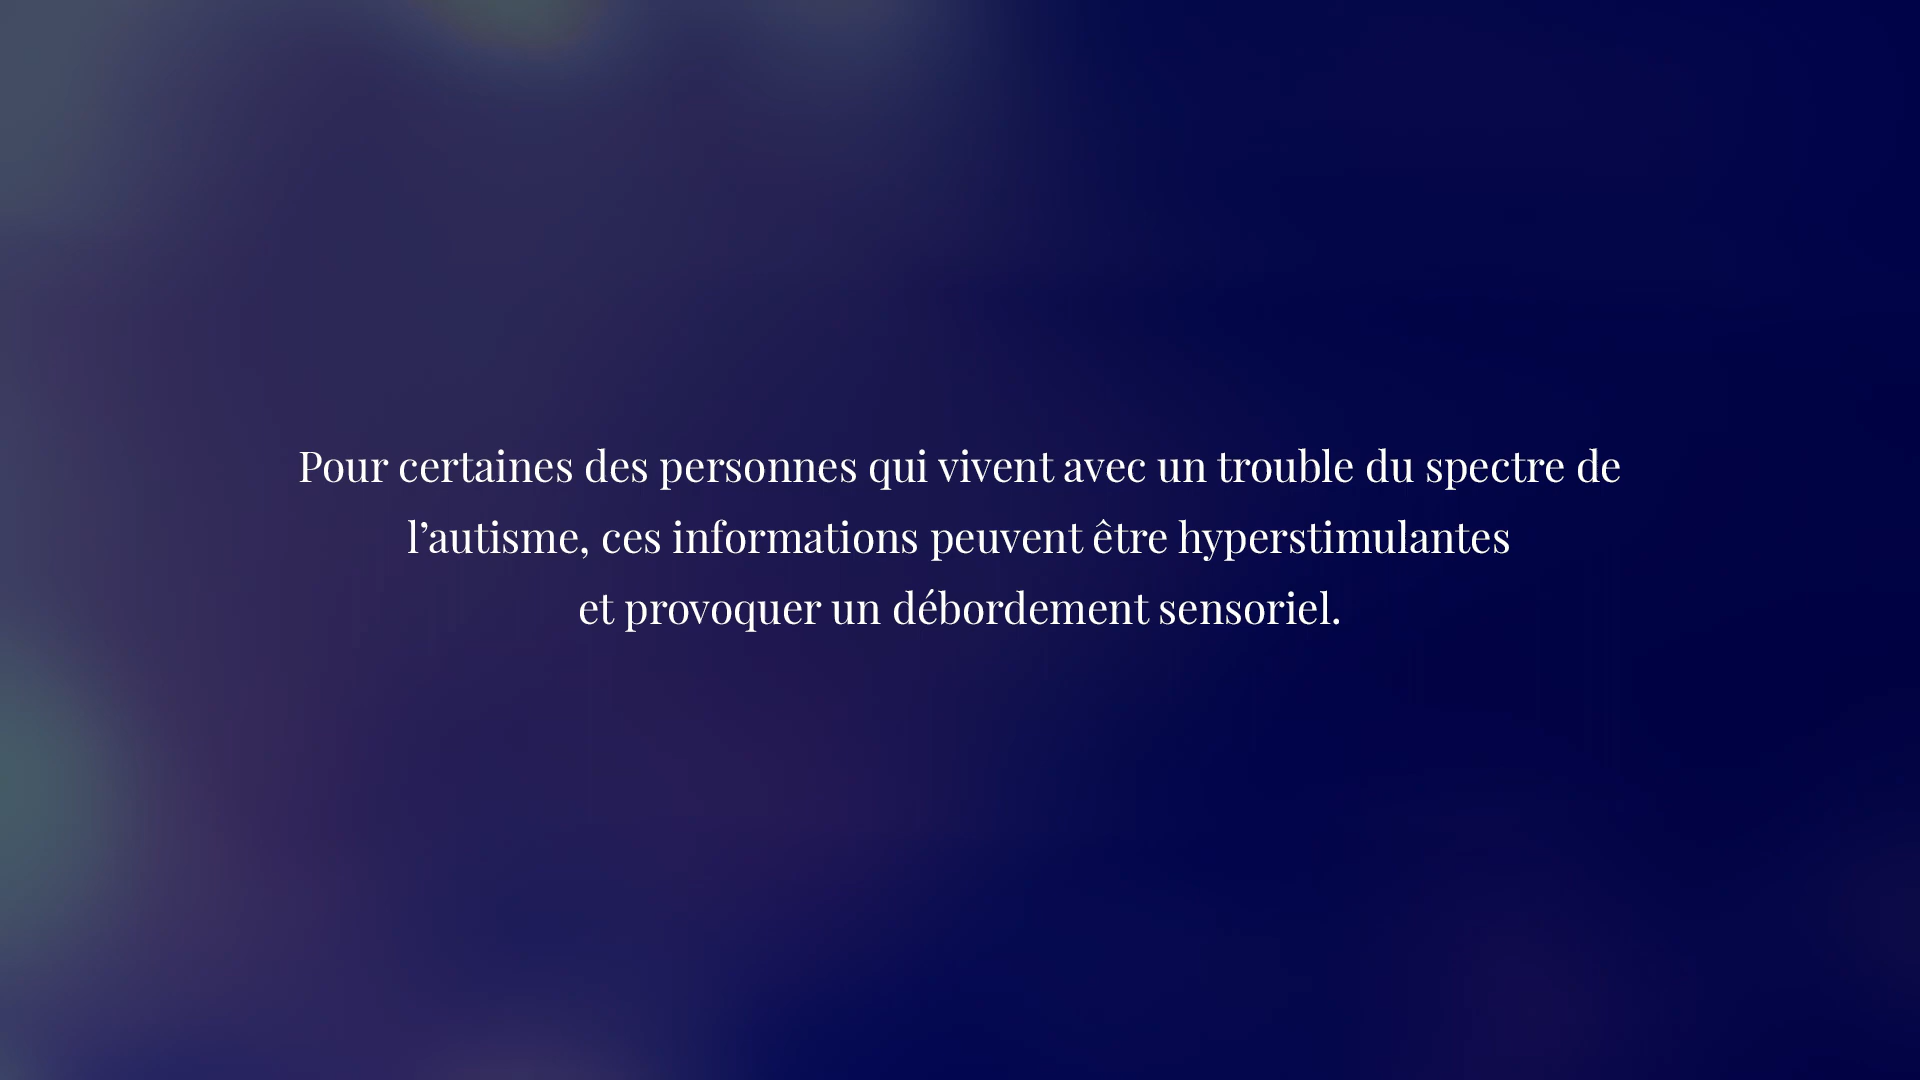 Pour certaines des personnes qui vivent avec un trouble du spectre de
l’autisme, ces informations peuvent être hyperstimulantes
et provoquer un débordement sensoriel.